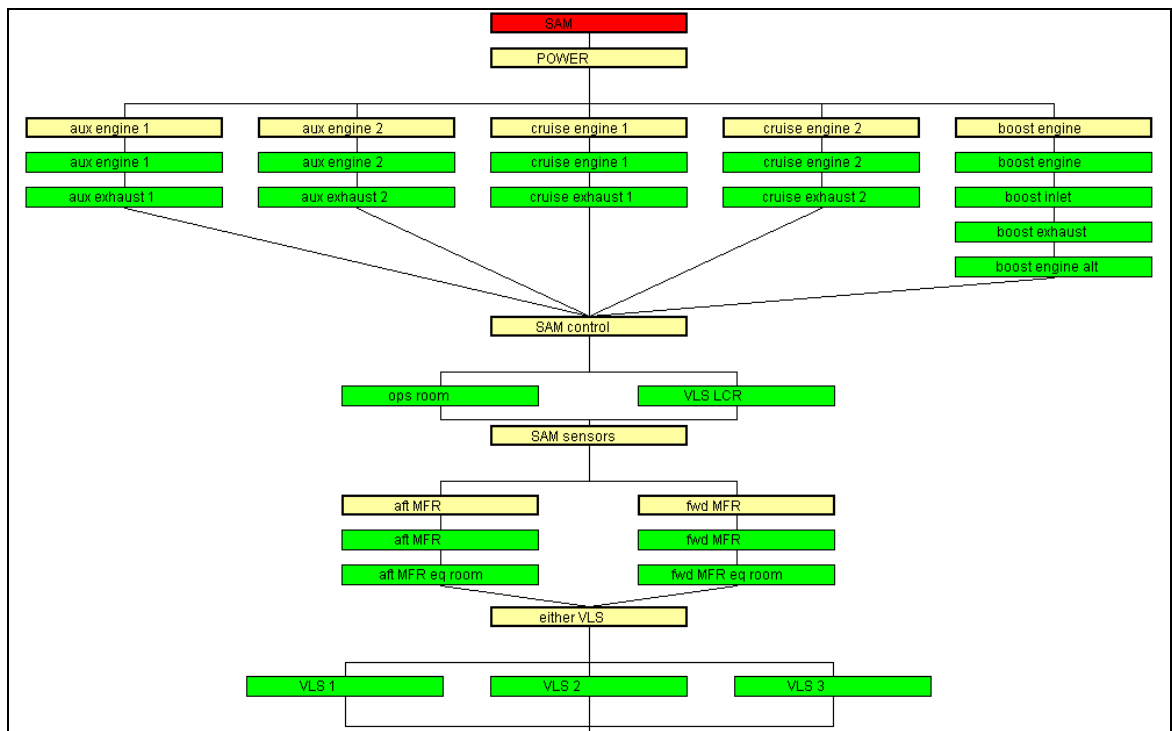 SAM
POWER
aux engine 1
aux engine 2
cruise engine 1
cruise engine 2
boost engine
aux engine 1
aux engine 2
cruise engine 1
cruise engine 2
boost engine
aux exhaust 1
aux exhaust 2
cruise exhaust 1
cruise exhaust 2
boost inlet
boost exhaust
boost engine alt
SAM control
ops room
VLS LCR
SAM sensors
aft MFR
fwd MFR
aft MFR
fwd MFR
aft MFR eq room
fwd MFR eq room
either VLS
VLS 1
VLS 2
VLS 3